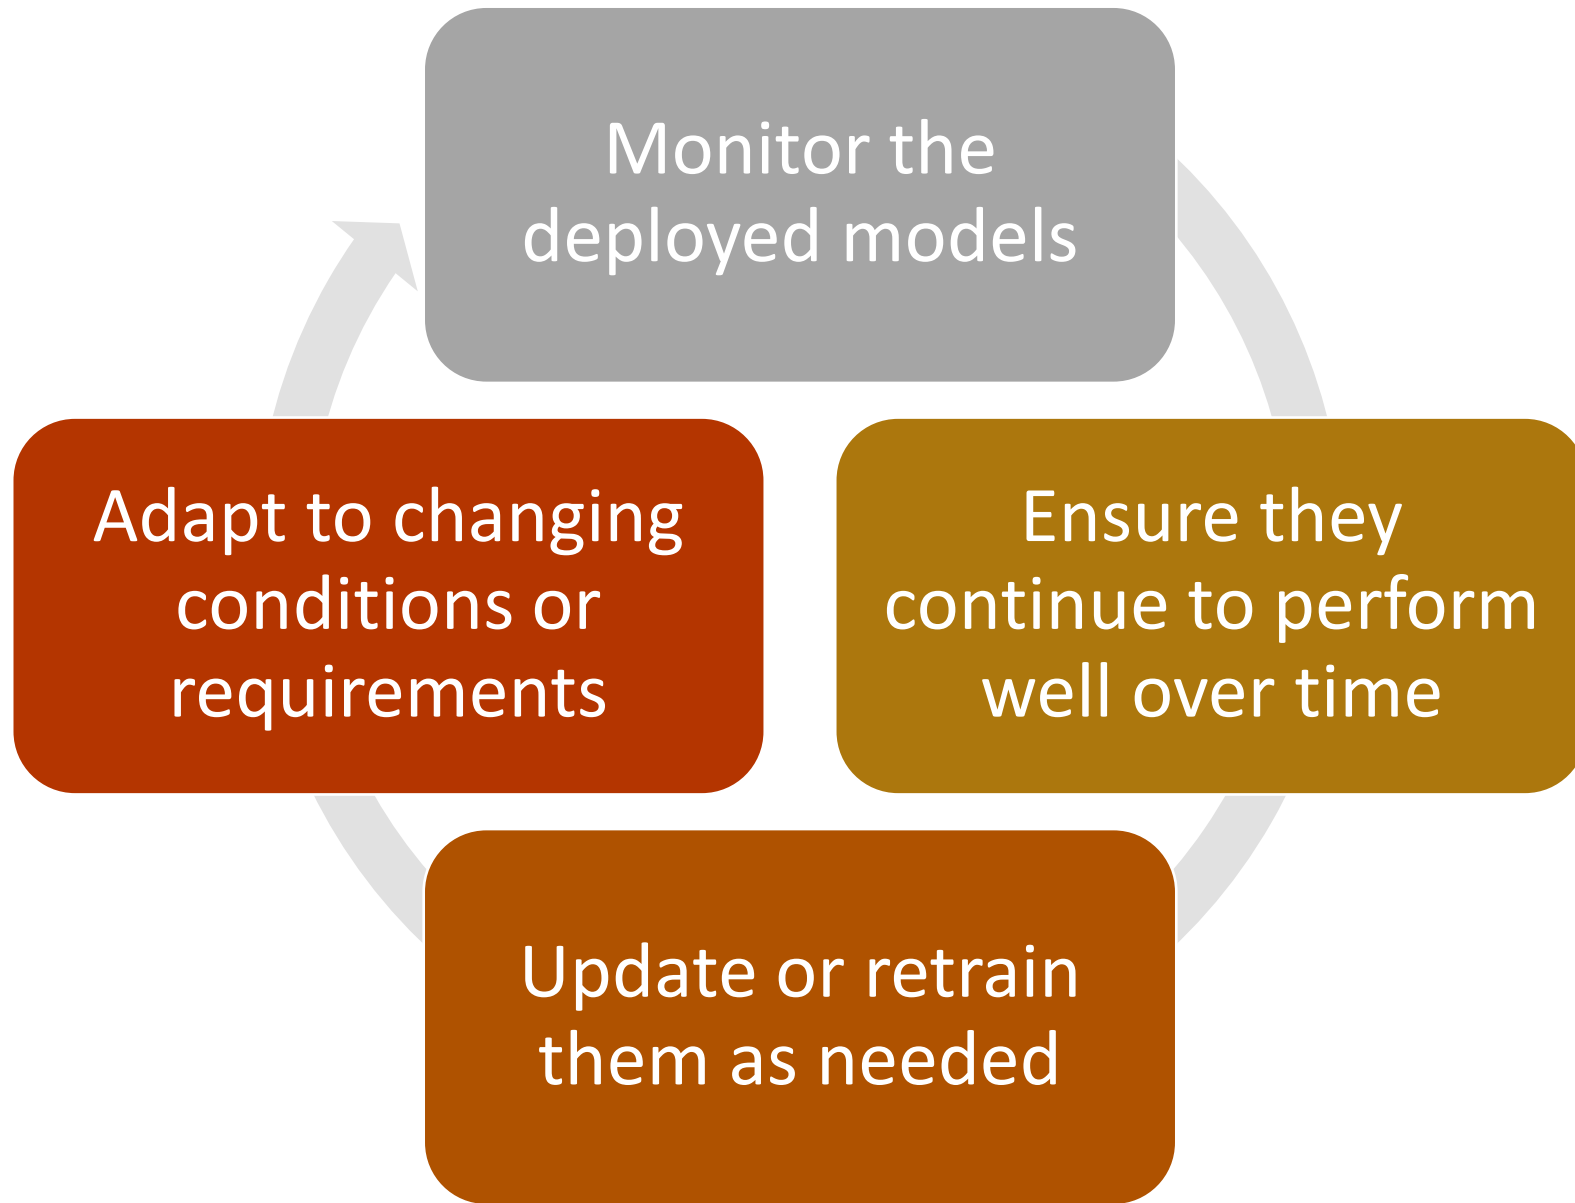 Monitor the
deployed models
Ensure they
continue to perform
well over time
Update or retrain
them as needed
Adapt to changing
conditions or
requirements